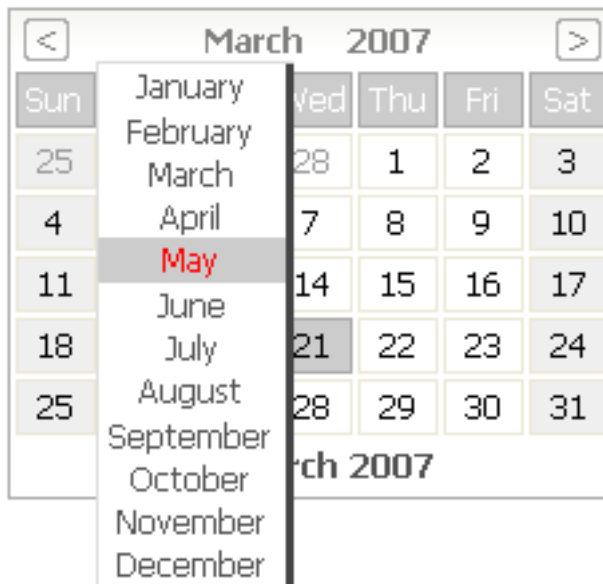 < March 2007 >
Sun Wed Thu Fri Sat
January
February
March
April
May
June
July
August
September
October
November
December
25 28 1 2 3
4 7 8 9 10
11 14 15 16 17
18 21 22 23 24
25 28 29 30 31
rch 2007